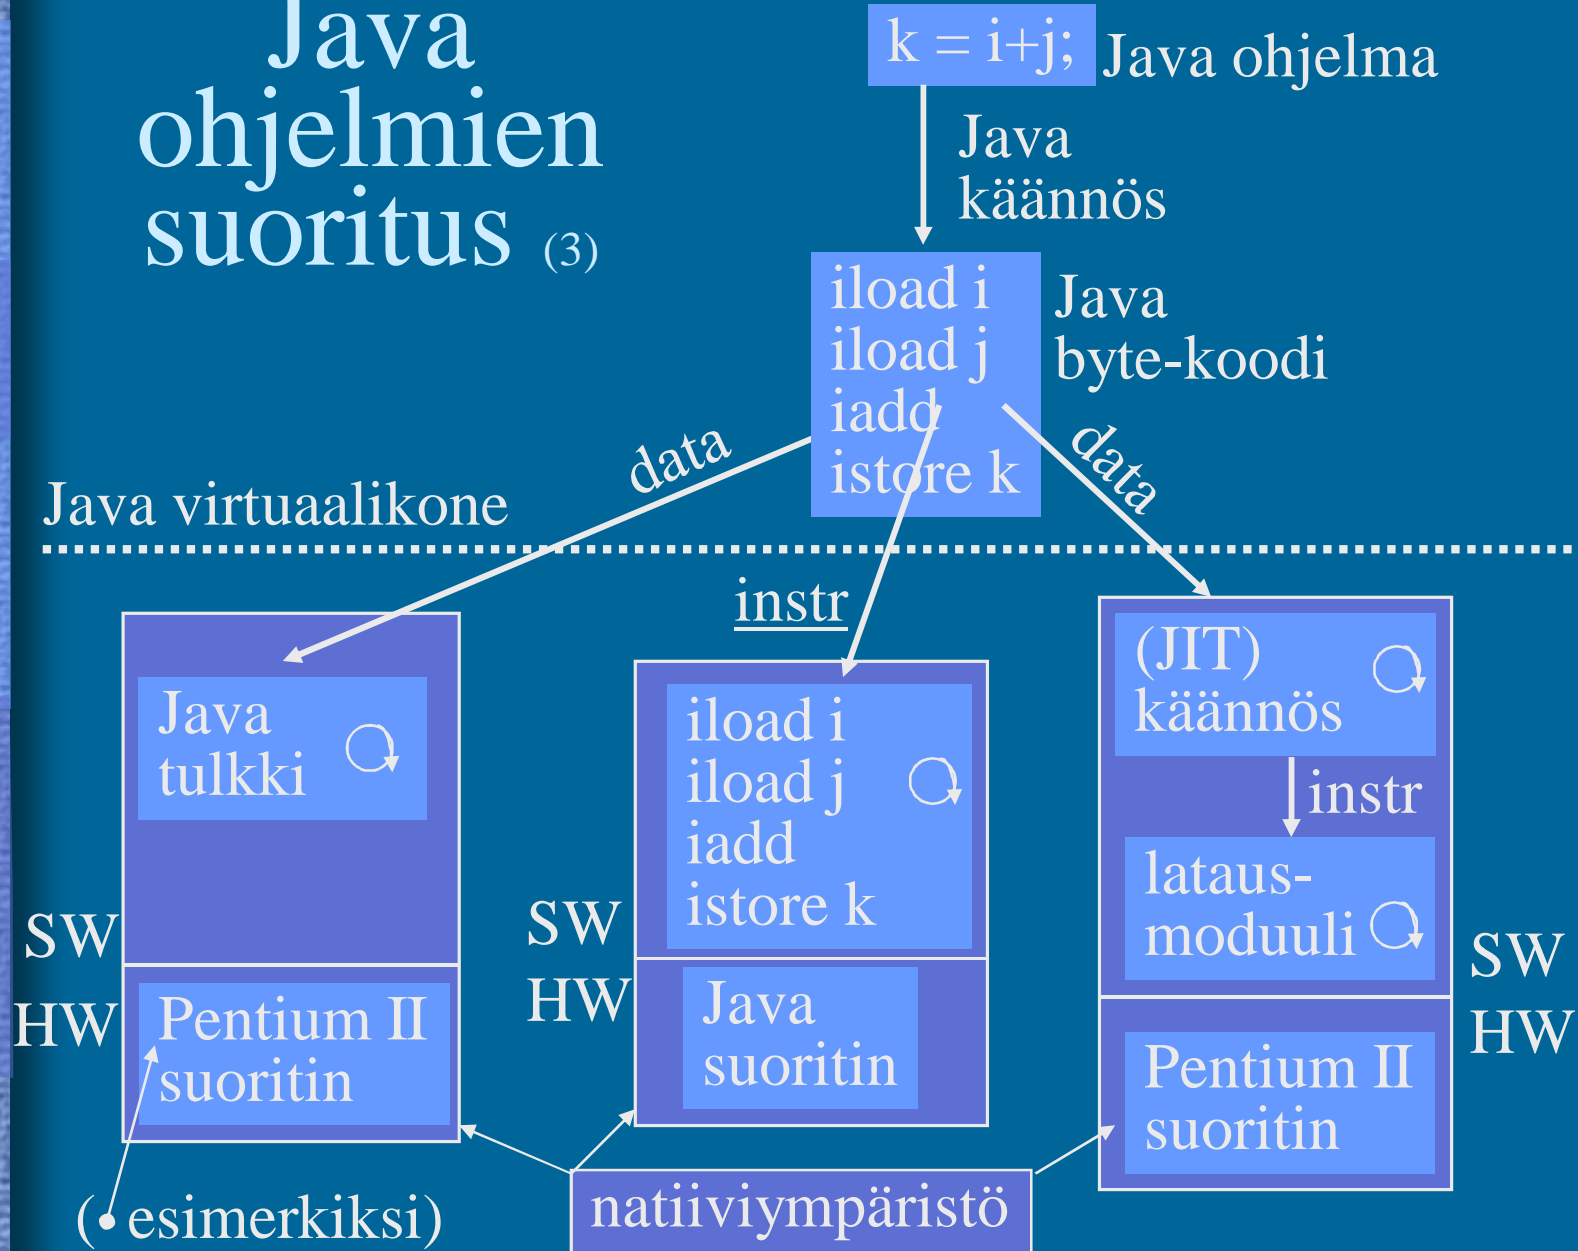 Java
ohjelmien
suoritus (3)
k = i+j;
Java ohjelma
Java
käännös
iload i
iload j
iadd
istore k
Java
byte-koodi
data
data
Java virtuaalikone
instr
Java
tulkki
SW
HW
Pentium II
suoritin
(• esimerkiksi)
iload i
iload j
iadd
istore k
SW
HW
Java
suoritin
natiiviympäristö
(JIT)
käännös
instr
lataus-
moduuli
SW
HW
Pentium II
suoritin